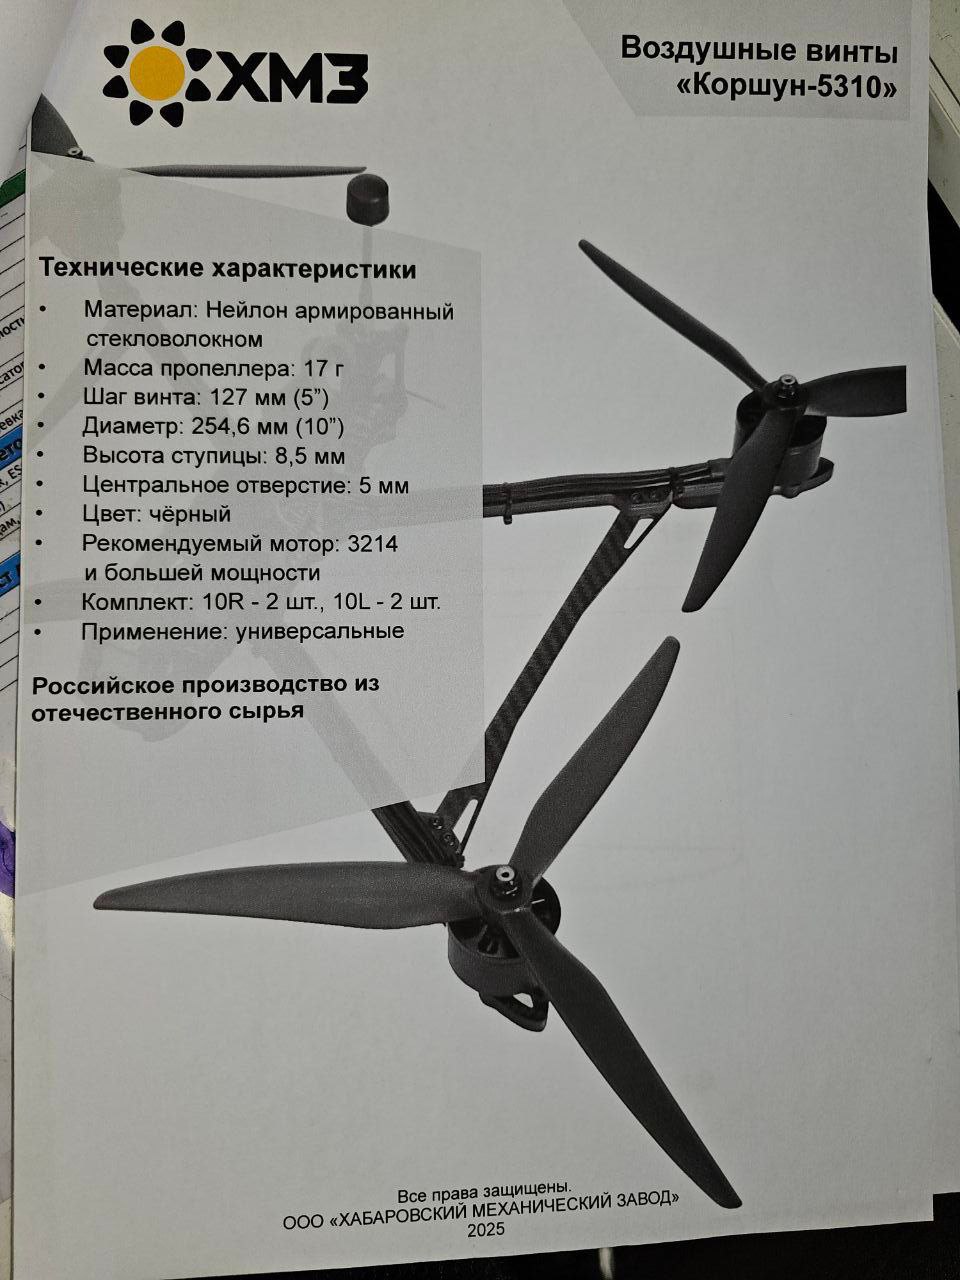 ХМЗ
Воздушные винты
«Коршун-5310»
Технические характеристики
• Материал: Нейлон армированный
стекловолокном
• Масса пропеллера: 17 г
• Шаг винта: 127 мм (5”)
• Диаметр: 254,6 мм (10”)
• Высота ступицы: 8,5 мм
• Центральное отверстие: 5 мм
• Цвет: чёрный
• Рекомендуемый мотор: 3214
и большей мощности
• Комплект: 10R - 2 шт., 10L - 2 шт.
• Применение: универсальные
Российское производство из
отечественного сырья
Все права защищены.
ООО «ХАБАРОВСКИЙ МЕХАНИЧЕСКИЙ ЗАВОД»
2025